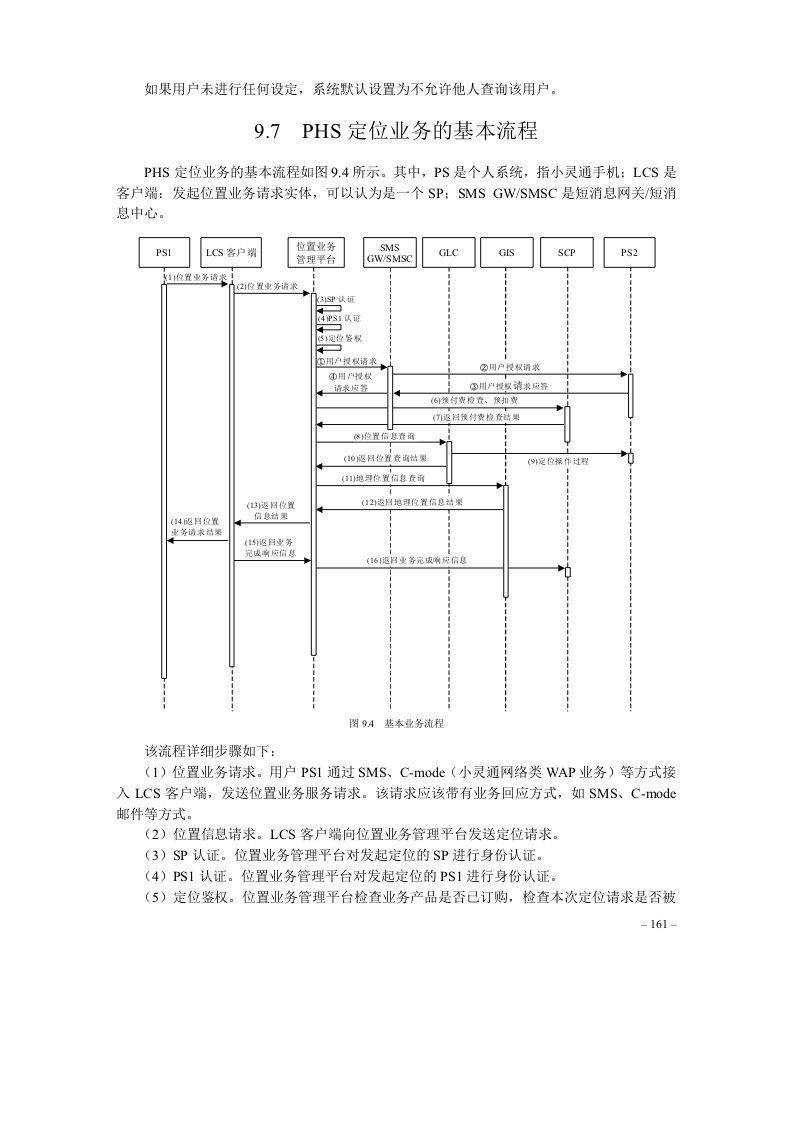 如果用户未进行任何设定，系统默认设置为不允许他人查询该用户。
9.7 PHS 定位业务的基本流程
PHS 定位业务的基本流程如图 9.4 所示。其中，PS 是个人系统，指小灵通手机；LCS 是
客户端：发起位置业务请求实体，可以认为是一个 SP；SMS GW/SMSC 是短消息网关/短消
息中心。
PS1
LCS 客户端
位置业务
管理平台
SMS
GW/SMSC
GLC
GIS
SCP
PS2
(1)位置业务请求
(2)位置业务请求
(3)SP 认证
(4)PS1 认证
(5)定位鉴权
①用户授权请求
②用户授权请求
④用户授权
请求应答
③用户授权请求应答
(6)预付费检查、预扣费
(7)返回预付费检查结果
(8)位置信息查询
(10)返回位置查询结果
(9)定位操作过程
(11)地理位置信息查询
(12)返回地理位置信息结果
(13)返回位置
信息结果
(14)返回位置
业务请求结果
(15)返回业务
完成响应信息
(16)返回业务完成响应信息
图 9.4 基本业务流程
该流程详细步骤如下：
（1）位置业务请求。用户 PS1 通过 SMS、C-mode（小灵通网络类 WAP 业务）等方式接
入 LCS 客户端，发送位置业务服务请求。该请求应该带有业务回应方式，如 SMS、C-mode
邮件等方式。
（2）位置信息请求。LCS 客户端向位置业务管理平台发送定位请求。
（3）SP 认证。位置业务管理平台对发起定位的 SP 进行身份认证。
（4）PS1 认证。位置业务管理平台对发起定位的 PS1 进行身份认证。
（5）定位鉴权。位置业务管理平台检查业务产品是否已订购，检查本次定位请求是否被
– 161 –